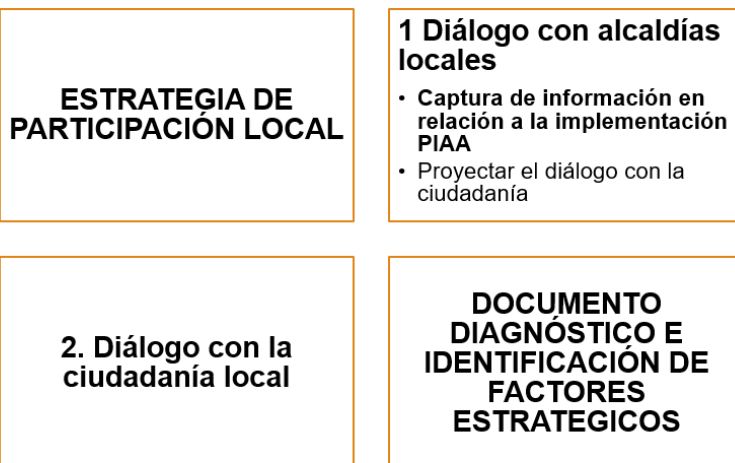 ESTRATEGIA DE
PARTICIPACIÓN LOCAL
1 Diálogo con alcaldías
locales
• Captura de información en
relación a la implementación
PIAA
• Proyectar el diálogo con la
ciudadanía
2. Diálogo con la
ciudadanía local
DOCUMENTO
DIAGNÓSTICO E
IDENTIFICACIÓN DE
FACTORES
ESTRATEGICOS